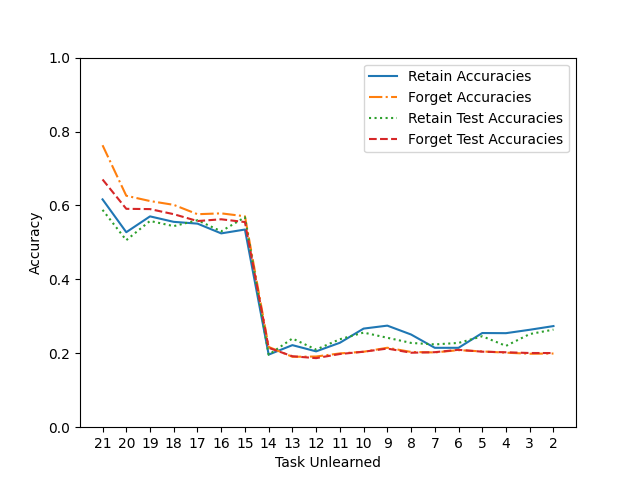 1.0
0.8
0.6
0.4
0.2
0.0
Accuracy
Retain Accuracies
Forget Accuracies
Retain Test Accuracies
Forget Test Accuracies
21 20 19 18 17 16 15 14 13 12 11 10 9 8 7 6 5 4 3 2
Task Unlearned